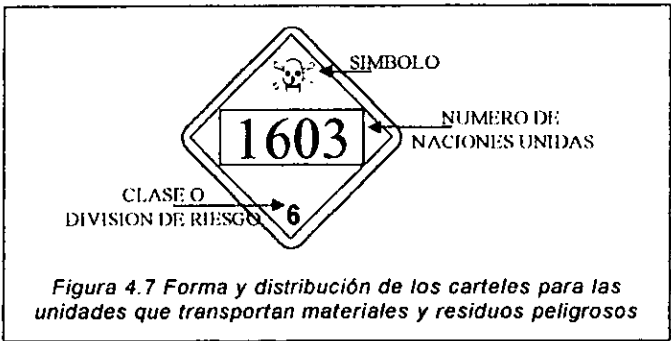 SIMBOLO
1603
NUMERO DE
NACIONES UNIDAS
CLASE O
DIVISION DE RIESGO
6
Figura 4.7 Forma y distribución de los carteles para las
unidades que transportan materiales y residuos peligrosos